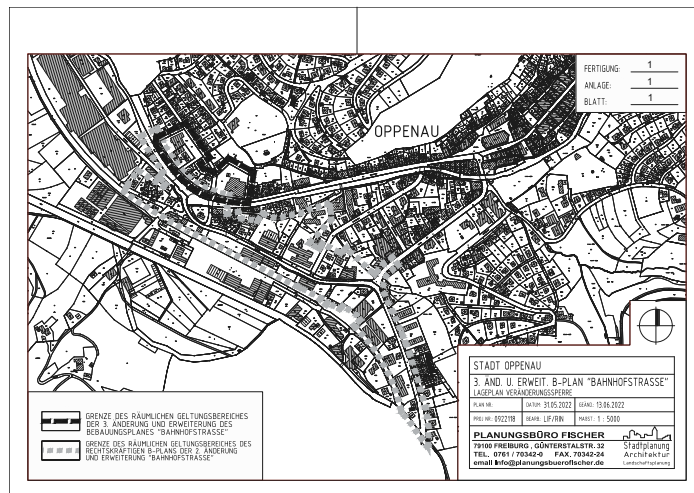 FERTIGUNG: 1
ANLAGE: 1
BLATT: 1
OPPENAU
STADT OPPENAU
3. ÄND. U. ERWEIT. B-PLAN "BAHNHOFSTRASSE"
LAGEPLAN VERÄNDERUNGSSPERRE
PLAN NR: DATUM: 31.05.2022 GEÄND: 13.06.2022
PROJ NR: 0922118 BEARB: LIF/RIN MABST: 1 : 5000
PLANUNGSBÜRO FISCHER
79100 FREIBURG , GÜNTERSTALSTR. 32
TEL. 0761 / 70342-0 FAX. 70342-24
email info@planungsbuerofischer.de
Stadtplanung
Architektur
Landschaftsplanung
GRENZE DES RÄUMLICHEN GELTUNGSBEREICHES
DER 3. ÄNDERUNG UND ERWEITERUNG DES
BEBAUUNGSPLANES "BAHNHOFSTRASSE"
GRENZE DES RÄUMLICHEN GELTUNGSBEREICHES DES
RECHTSKRÄFTIGEN B-PLANS DER 2. ÄNDERUNG
UND ERWEITERUNG "BAHNHOFSTRASSE"